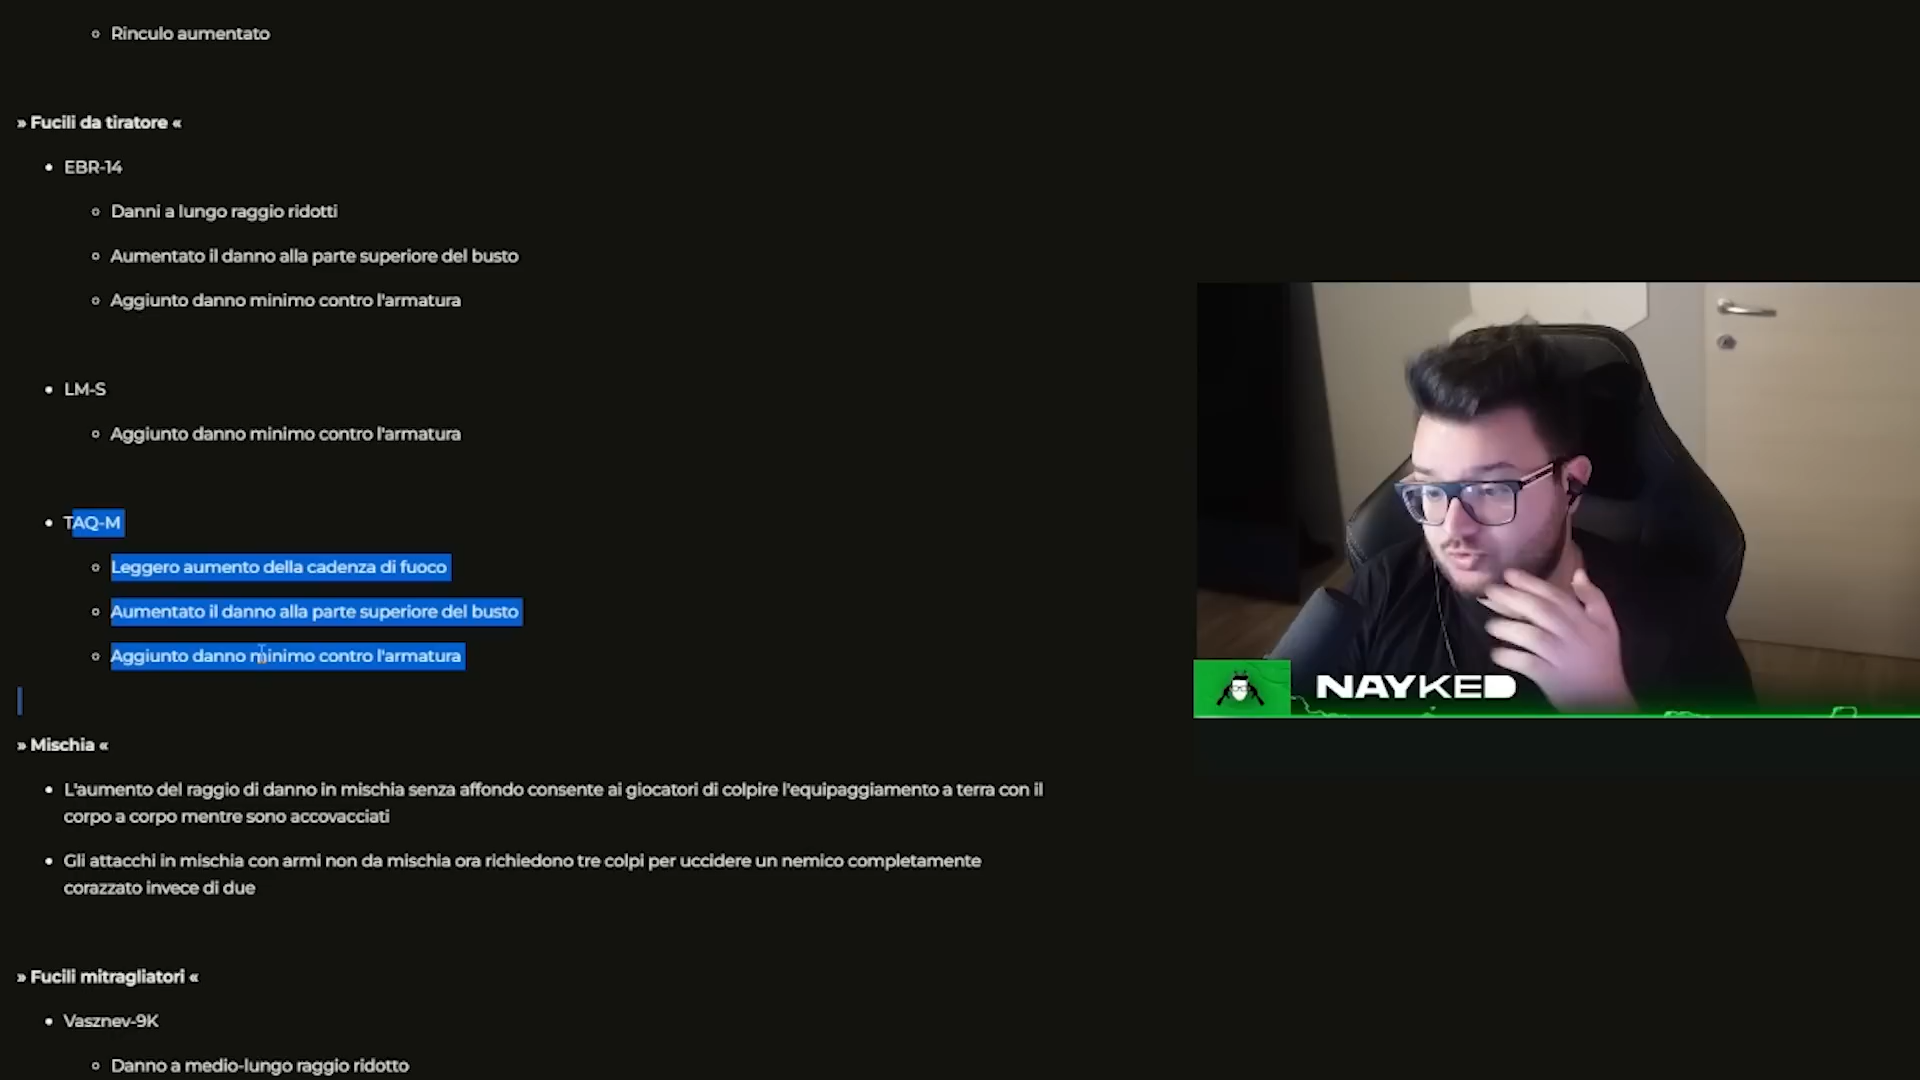 Rinculo aumentato
» Fucili da tiratore «
EBR-14
Danni a lungo raggio ridotti
Aumentato il danno alla parte superiore del busto
Aggiunto danno minimo contro l'armatura
LM-S
Aggiunto danno minimo contro l'armatura
TAQ-M
Leggero aumento della cadenza di fuoco
Aumentato il danno alla parte superiore del busto
Aggiunto danno minimo contro l'armatura
NAYKED
» Mischia «
L'aumento del raggio di danno in mischia senza affondo consente ai giocatori di colpire l'equipaggiamento a terra con il
corpo a corpo mentre sono accovacciati
Gli attacchi in mischia con armi non da mischia ora richiedono tre colpi per uccidere un nemico completamente
corazzato invece di due
» Fucili mitragliatori «
Vasznev-9K
Danno a medio-lungo raggio ridotto